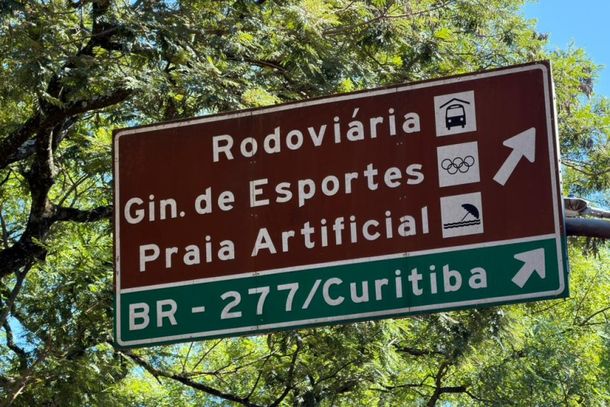 Rodoviária
Gin. de Esportes
Praia Artificial
BR - 277/Curitiba